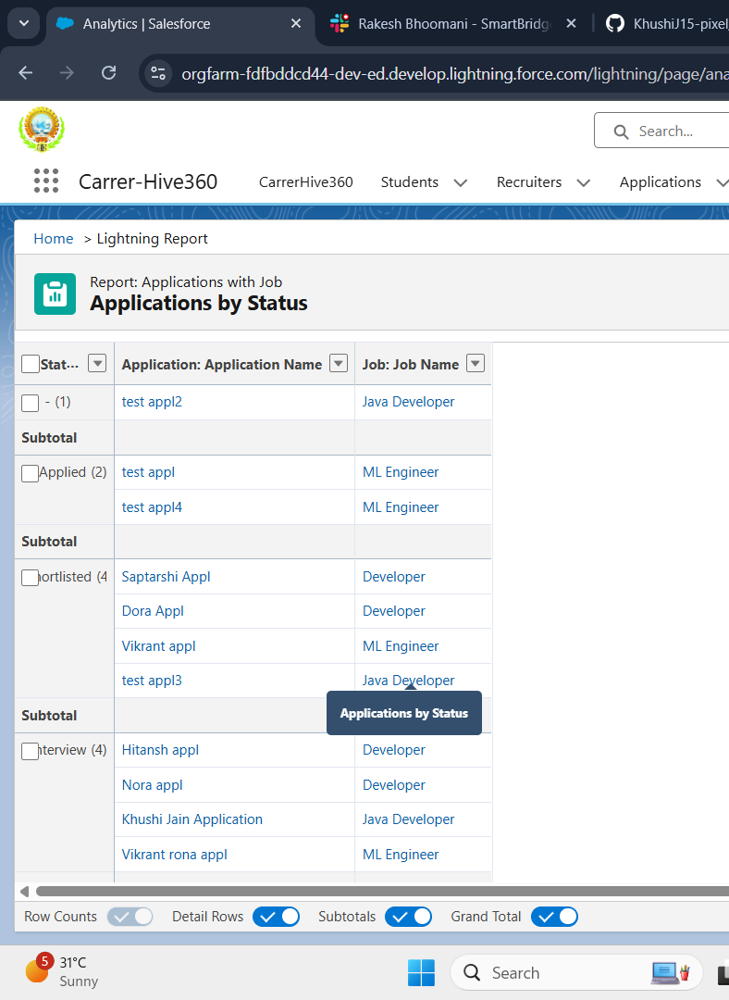 Analytics | Salesforce
Rakesh Bhoomani - SmartBridge
KhushiJ15-pixel
orgfarm-fdfbddcd44-dev-ed.develop.lightning.force.com/lightning/page/ana
Search...
Carrer-Hive360
CarrerHive360
Students
Recruiters
Applications
Home > Lightning Report
Report: Applications with Job
Applications by Status
Stat...
Application: Application Name
Job: Job Name
- (1)
test appl2
Java Developer
Subtotal
Applied (2)
test appl
ML Engineer
test appl4
ML Engineer
Subtotal
hortlisted (4
Saptarshi Appl
Developer
Dora Appl
Developer
Vikrant appl
ML Engineer
test appl3
Java Developer
Subtotal
Applications by Status
nterview (4)
Hitansh appl
Developer
Nora appl
Developer
Khushi Jain Application
Java Developer
Vikrant rona appl
ML Engineer
Row Counts
Detail Rows
Subtotals
Grand Total
5
31°C
Sunny
Search